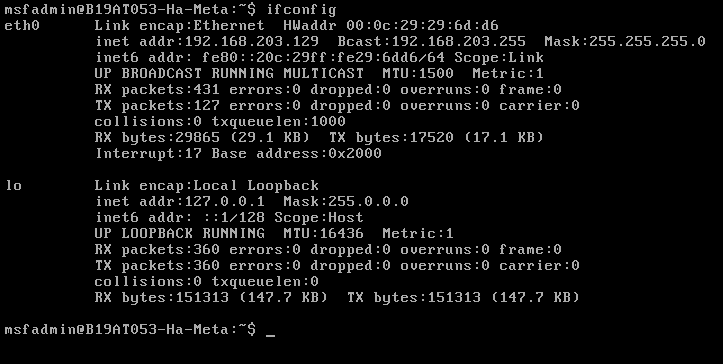 msfadmin@B19AT053-Ha-Meta:~$ ifconfig
eth0      Link encap:Ethernet  HWaddr 00:0c:29:29:6d:d6
          inet addr:192.168.203.129  Bcast:192.168.203.255  Mask:255.255.255.0
          inet6 addr: fe80::20c:29ff:fe29:6dd6/64 Scope:Link
          UP BROADCAST RUNNING MULTICAST  MTU:1500  Metric:1
          RX packets:431 errors:0 dropped:0 overruns:0 frame:0
          TX packets:127 errors:0 dropped:0 overruns:0 carrier:0
          collisions:0 txqueuelen:1000
          RX bytes:29865 (29.1 KB)  TX bytes:17520 (17.1 KB)
          Interrupt:17 Base address:0x2000
lo        Link encap:Local Loopback
          inet addr:127.0.0.1  Mask:255.0.0.0
          inet6 addr: ::1/128 Scope:Host
          UP LOOPBACK RUNNING  MTU:16436  Metric:1
          RX packets:360 errors:0 dropped:0 overruns:0 frame:0
          TX packets:360 errors:0 dropped:0 overruns:0 carrier:0
          collisions:0 txqueuelen:0
          RX bytes:151313 (147.7 KB)  TX bytes:151313 (147.7 KB)
msfadmin@B19AT053-Ha-Meta:~$ _